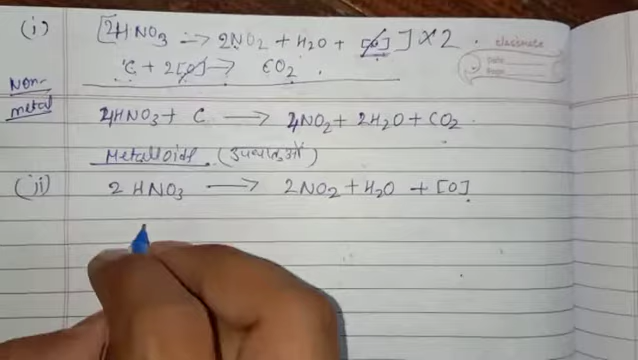 (i) [2HNO₃ → 2NO₂ + H₂O + [O]] × 2
classmate
Date
Page
C + 2[O] → CO₂.
Non-
metal
4HNO₃ + C → 4NO₂ + 2H₂O + CO₂
Metalloids (उपधातुओं)
(ii) 2HNO₃ → 2NO₂ + H₂O + [O]